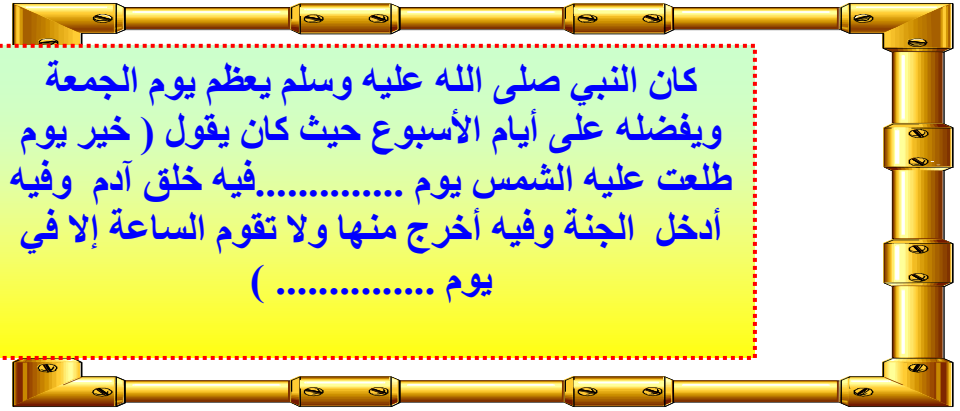 كان النبي صلى الله عليه وسلم يعظم يوم الجمعة
ويفضله على أيام الأسبوع حيث كان يقول ( خير يوم
طلعت عليه الشمس يوم ..............فيه خلق آدم وفيه
أدخل الجنة وفيه أخرج منها ولا تقوم الساعة إلا في
يوم ............... )